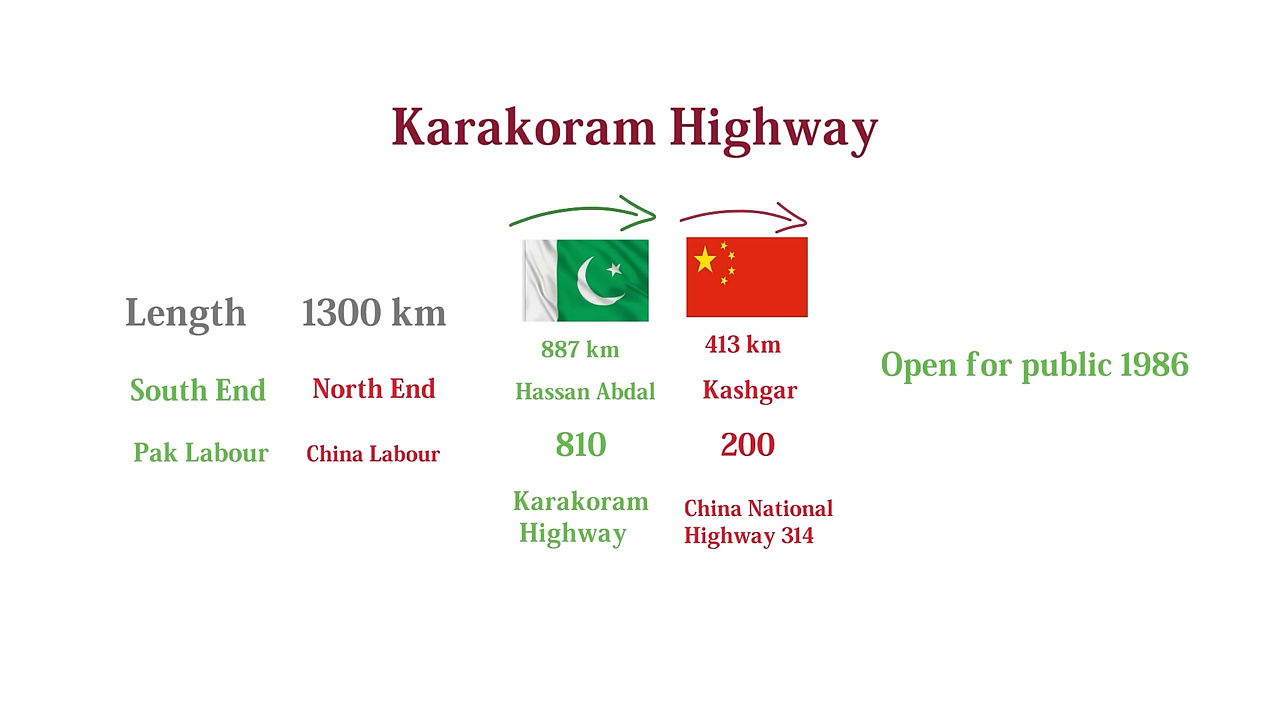 Karakoram Highway
Length 1300 km
887 km 413 km
Open for public 1986
South End North End Hassan Abdal Kashgar
Pak Labour China Labour 810 200
Karakoram
Highway
China National
Highway 314